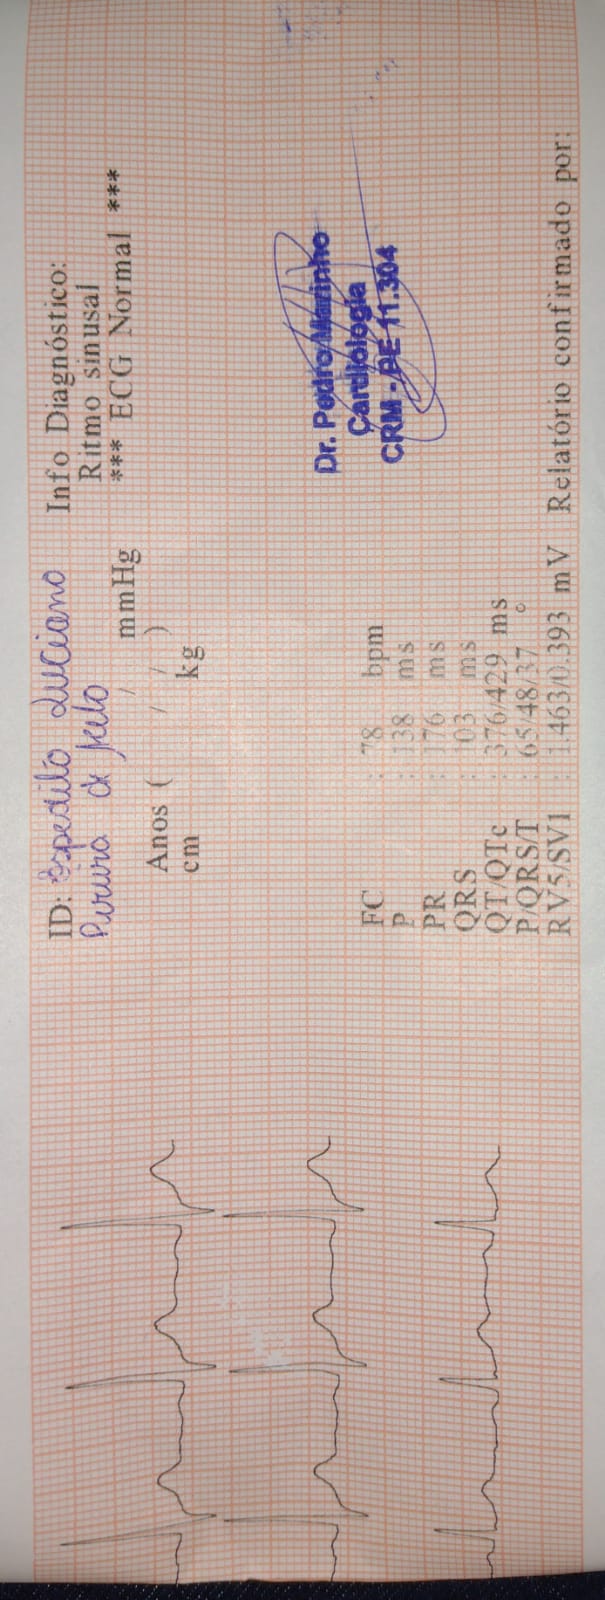 ID: Espedito Luciano
Pereira de melo
mmHg
Anos ( / / )
cm kg
Info Diagnóstico:
Ritmo sinusal
*** ECG Normal ***
FC : 78 bpm
P : 138 ms
PR : 176 ms
QRS : 103 ms
QT/QTc : 376/429 ms
P/QRS/T : 65/48/37 °
RV5/SV1 : 1.463/0.393 mV
Dr. Pedro Marinho
Cardiologia
CRM - PE 11.304
Relatório confirmado por: